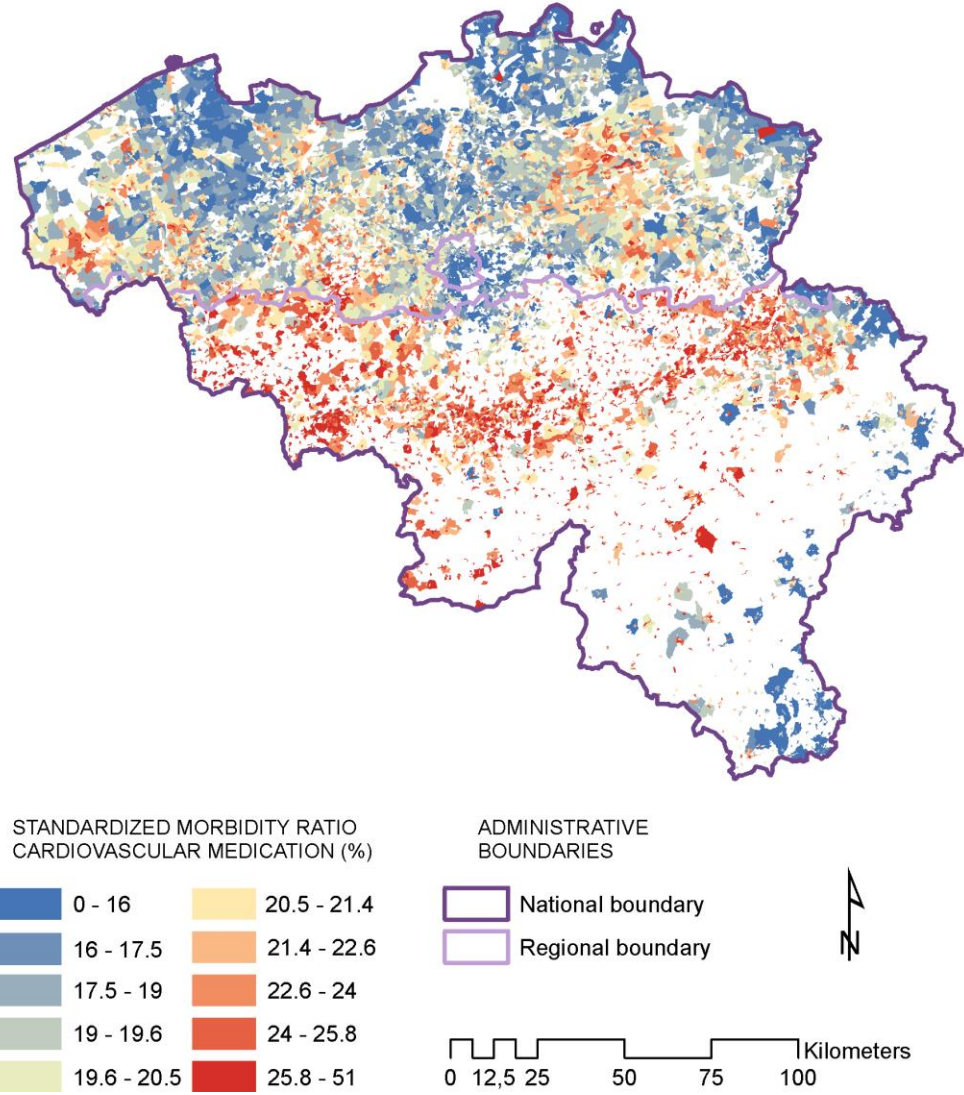 STANDARDIZED MORBIDITY RATIO
CARDIOVASCULAR MEDICATION (%)
0 - 16
16 - 17.5
17.5 - 19
19 - 19.6
19.6 - 20.5
20.5 - 21.4
21.4 - 22.6
22.6 - 24
24 - 25.8
25.8 - 51
ADMINISTRATIVE
BOUNDARIES
National boundary
Regional boundary
N
Kilometers
0 12,5 25 50 75 100